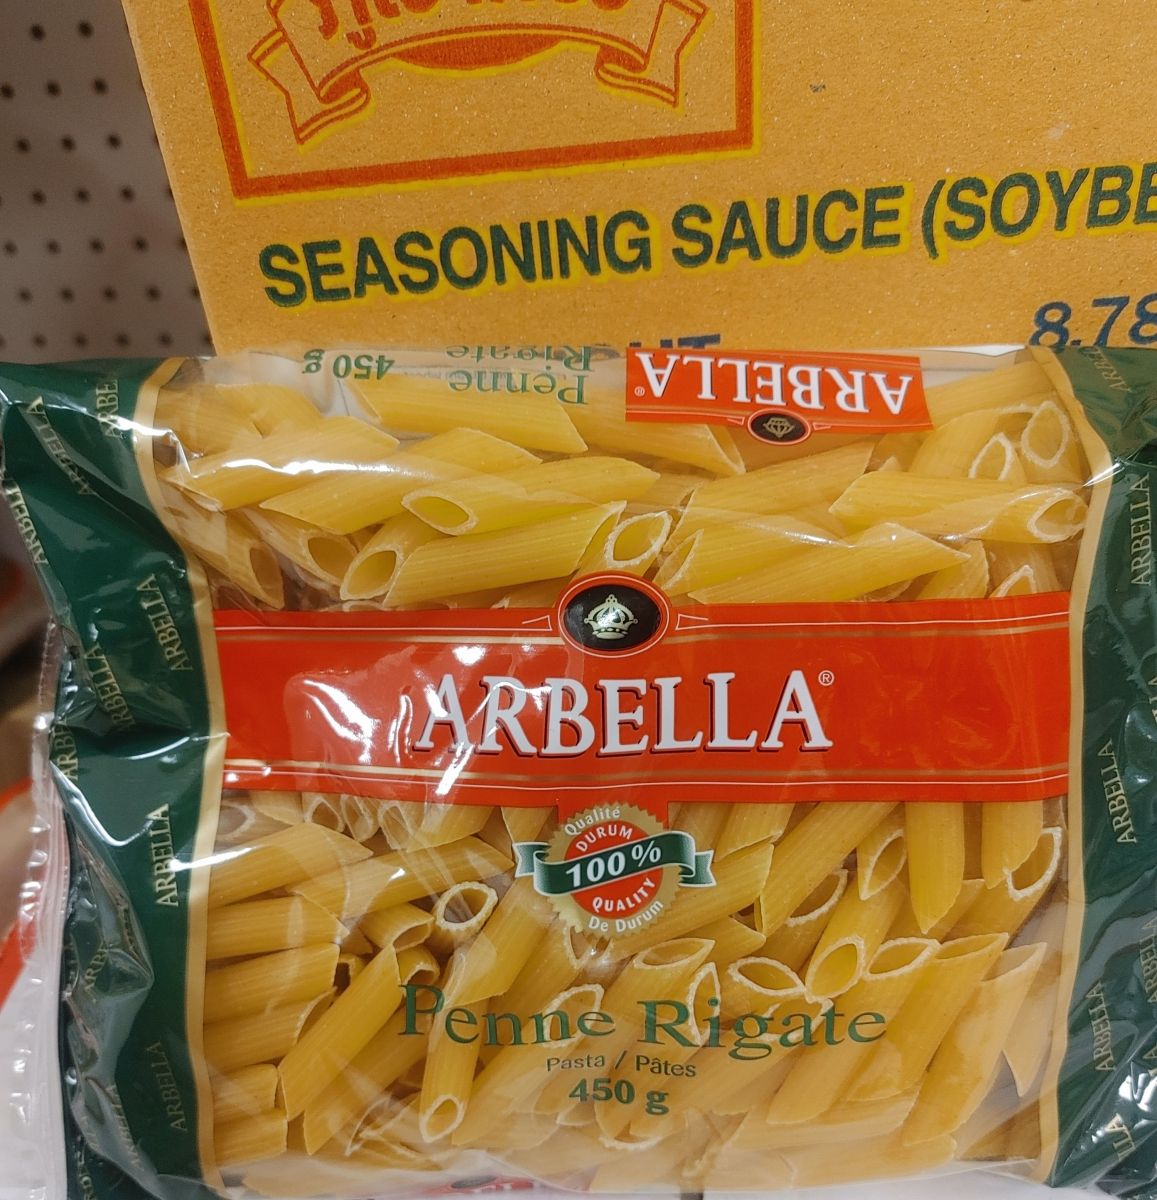 SEASONING SAUCE (SOYBE
8.78
ARBELLA®
Penne
Rigate
450 g
ARBELLA®
Qualité
DURUM
100%
QUALITY
De Durum
Penne Rigate
Pasta / Pâtes
450 g
ARBELLA
ARBELLA
ARBELLA
ARBELLA
ARBELLA
ARBELLA
ARBELLA